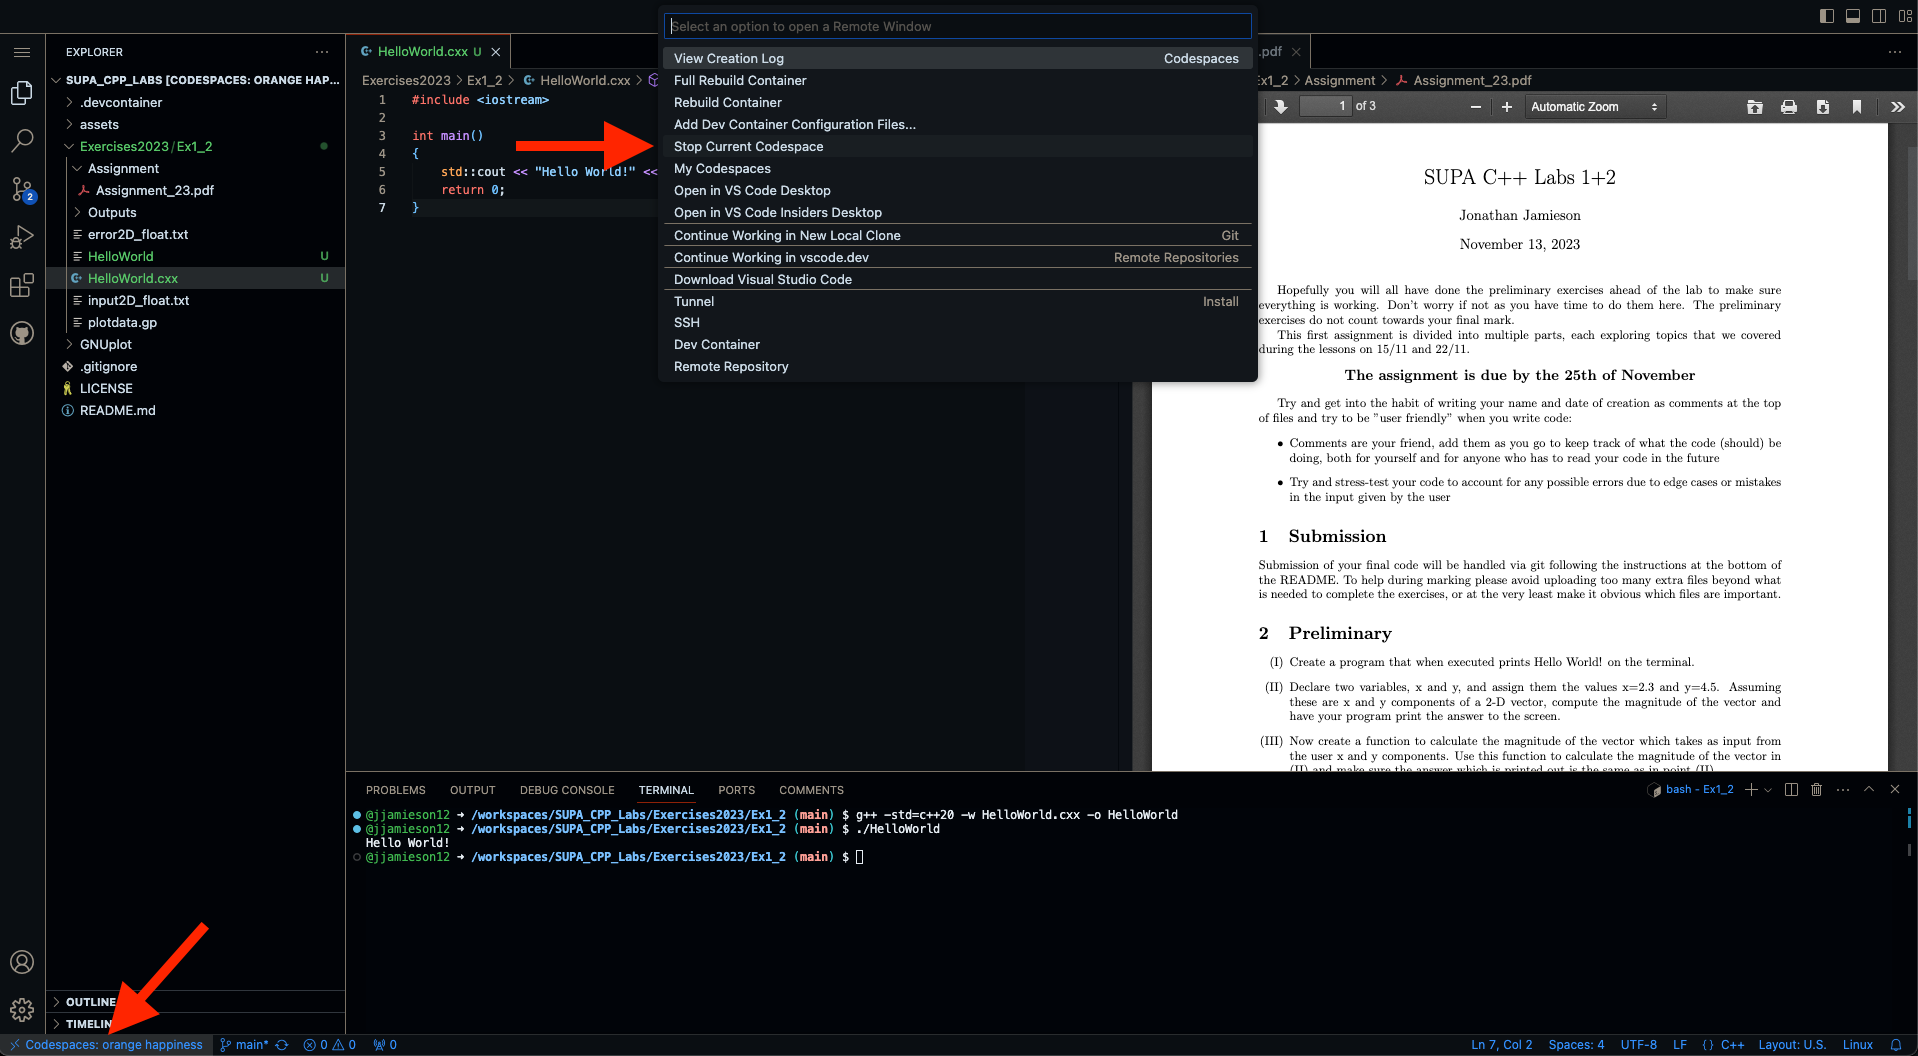 Select an option to open a Remote Window
View Creation Log Codespaces
Full Rebuild Container
Rebuild Container
Add Dev Container Configuration Files...
Stop Current Codespace
My Codespaces
Open in VS Code Desktop
Open in VS Code Insiders Desktop
Continue Working in New Local Clone Git
Continue Working in vscode.dev Remote Repositories
Download Visual Studio Code
Tunnel Install
SSH
Dev Container
Remote Repository
EXPLORER
SUPA_CPP_LABS [CODESPACES: ORANGE HAP...
.devcontainer
assets
Exercises2023/Ex1_2
Assignment
Assignment_23.pdf
Outputs
error2D_float.txt
HelloWorld U
HelloWorld.cxx U
input2D_float.txt
plotdata.gp
GNUplot
.gitignore
LICENSE
README.md
OUTLINE
TIMELIN
2
HelloWorld.cxx U
Exercises2023 > Ex1_2 > HelloWorld.cxx >
1 #include <iostream>
2
3 int main()
4 {
5 std::cout << "Hello World!" <<
6 return 0;
7 }
.pdf
Ex1_2 > Assignment > Assignment_23.pdf
1 of 3 Automatic Zoom
SUPA C++ Labs 1+2
Jonathan Jamieson
November 13, 2023
Hopefully you will all have done the preliminary exercises ahead of the lab to make sure
everything is working. Don't worry if not as you have time to do them here. The preliminary
exercises do not count towards your final mark.
This first assignment is divided into multiple parts, each exploring topics that we covered
during the lessons on 15/11 and 22/11.
The assignment is due by the 25th of November
Try and get into the habit of writing your name and date of creation as comments at the top
of files and try to be "user friendly" when you write code:
• Comments are your friend, add them as you go to keep track of what the code (should) be
doing, both for yourself and for anyone who has to read your code in the future
• Try and stress-test your code to account for any possible errors due to edge cases or mistakes
in the input given by the user
1 Submission
Submission of your final code will be handled via git following the instructions at the bottom of
the README. To help during marking please avoid uploading too many extra files beyond what
is needed to complete the exercises, or at the very least make it obvious which files are important.
2 Preliminary
(I) Create a program that when executed prints Hello World! on the terminal.
(II) Declare two variables, x and y, and assign them the values x=2.3 and y=4.5. Assuming
these are x and y components of a 2-D vector, compute the magnitude of the vector and
have your program print the answer to the screen.
(III) Now create a function to calculate the magnitude of the vector which takes as input from
the user x and y components. Use this function to calculate the magnitude of the vector in
(II) and make sure the answer which is printed out is the same as in point (II)
PROBLEMS OUTPUT DEBUG CONSOLE TERMINAL PORTS COMMENTS
bash - Ex1_2
@jjamieson12 ➜ /workspaces/SUPA_CPP_Labs/Exercises2023/Ex1_2 (main) $ g++ -std=c++20 -w HelloWorld.cxx -o HelloWorld
@jjamieson12 ➜ /workspaces/SUPA_CPP_Labs/Exercises2023/Ex1_2 (main) $ ./HelloWorld
Hello World!
@jjamieson12 ➜ /workspaces/SUPA_CPP_Labs/Exercises2023/Ex1_2 (main) $
Codespaces: orange happiness main* 0 0 0
Ln 7, Col 2 Spaces: 4 UTF-8 LF {} C++ Layout: U.S. Linux